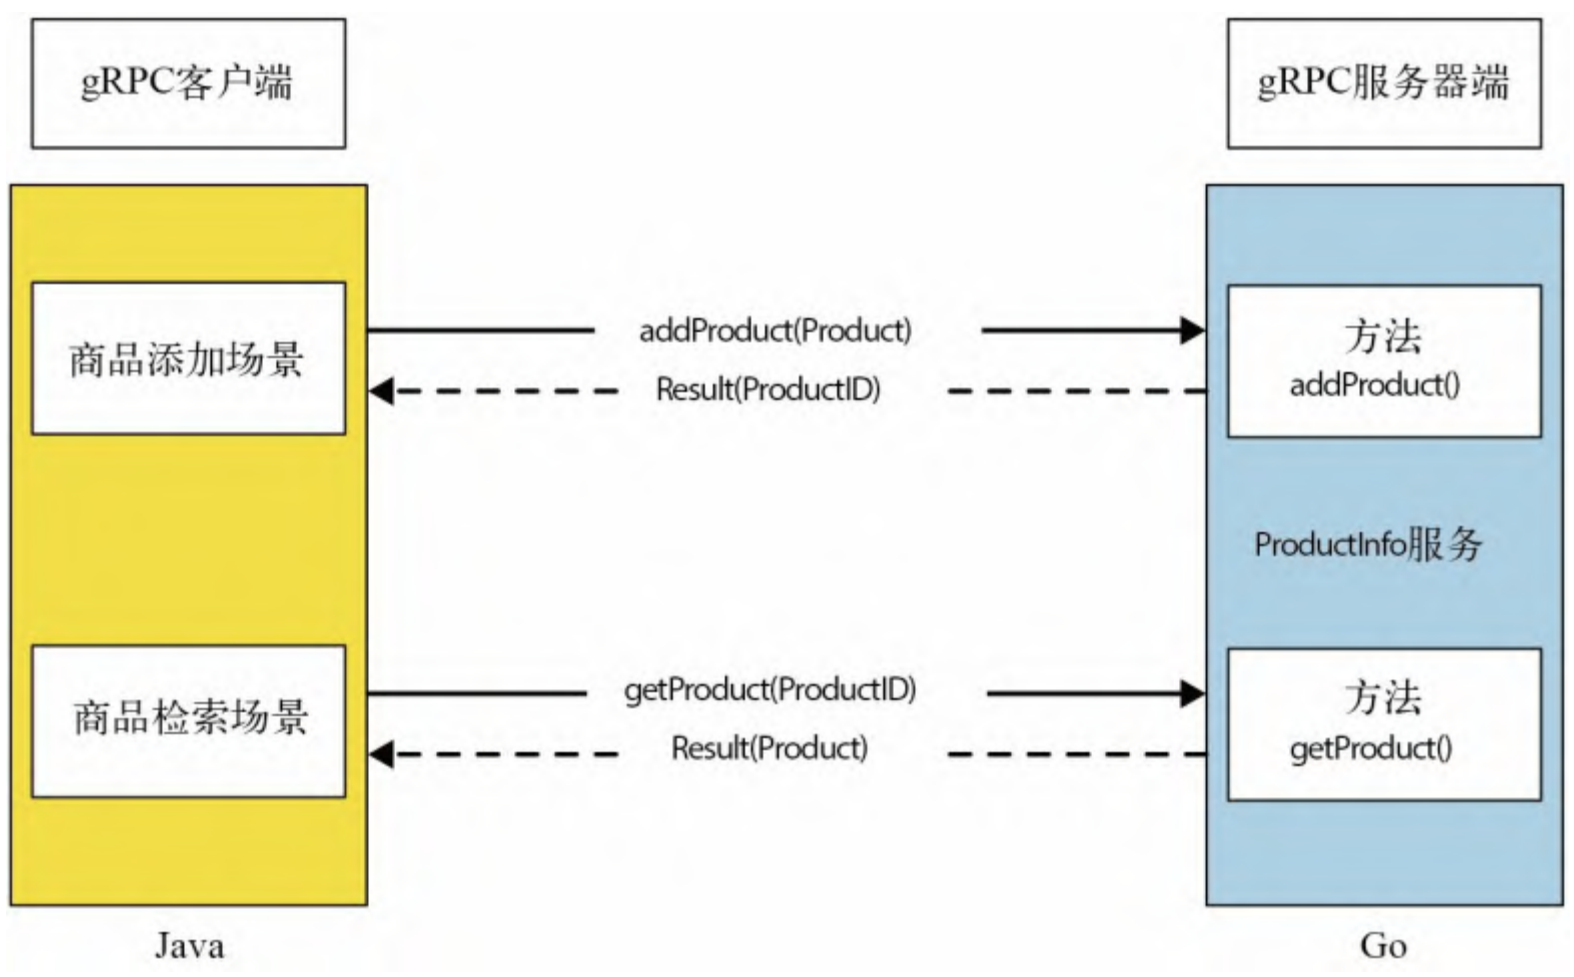 gRPC客户端
gRPC服务器端
商品添加场景
addProduct(Product)
Result(ProductID)
方法
addProduct()
ProductInfo服务
商品检索场景
getProduct(ProductID)
Result(Product)
方法
getProduct()
Java
Go